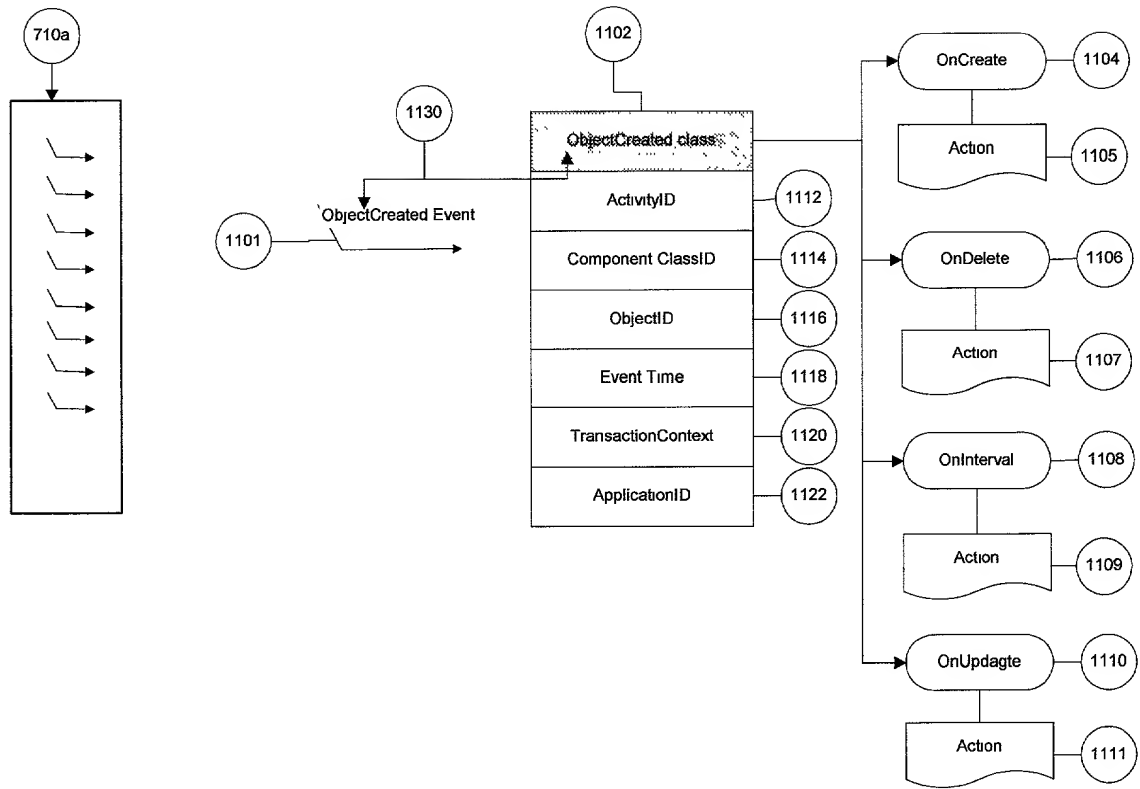 710a
1102
OnCreate
1104
1130
ObjectCreated class
Action
1105
ActivityID
1112
ObjectCreated Event
1101
Component ClassID
1114
OnDelete
1106
ObjectID
1116
Action
1107
Event Time
1118
TransactionContext
1120
OnInterval
1108
ApplicationID
1122
Action
1109
OnUpdagte
1110
Action
1111